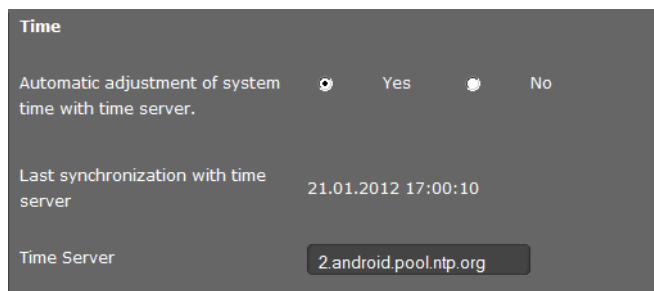 Time
Automatic adjustment of system Yes No
time with time server.
Last synchronization with time
server
21.01.2012 17:00:10
Time Server 2.android.pool.ntp.org